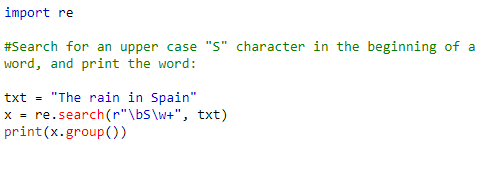 import re
#Search for an upper case "S" character in the beginning of a
word, and print the word:
txt = "The rain in Spain"
x = re.search(r"\bS\w+", txt)
print(x.group())